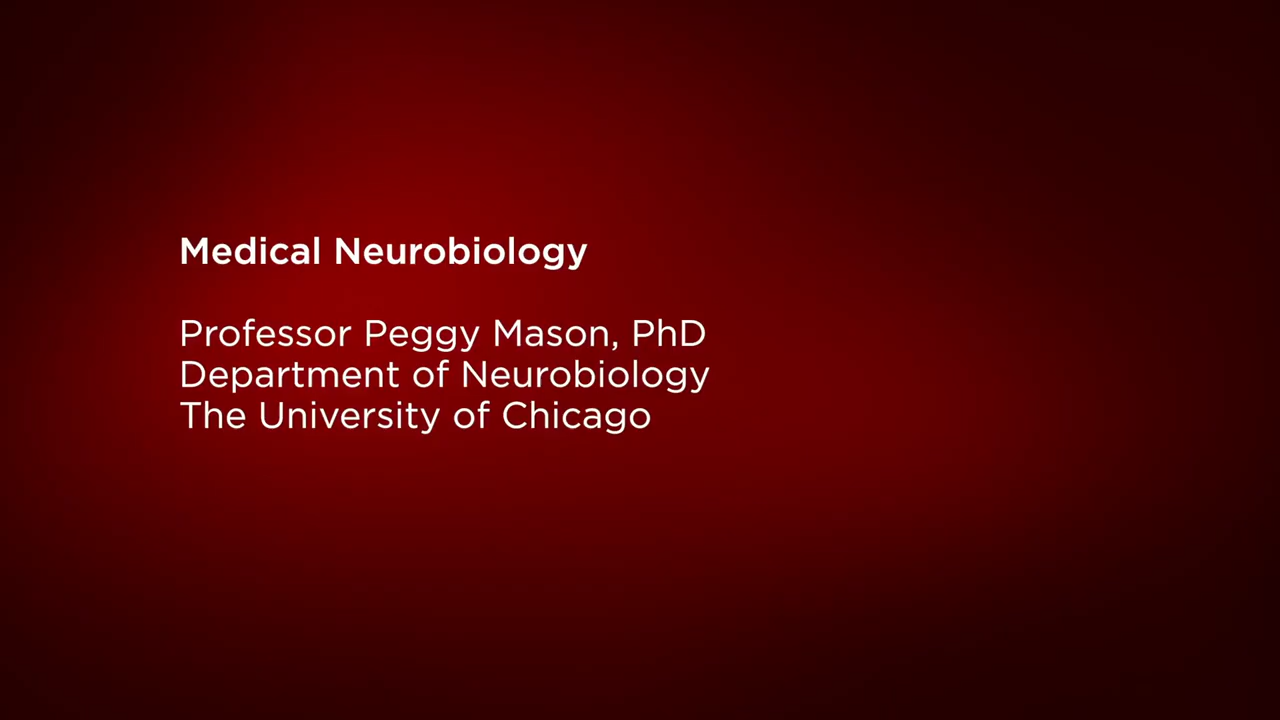 Medical Neurobiology
Professor Peggy Mason, PhD
Department of Neurobiology
The University of Chicago